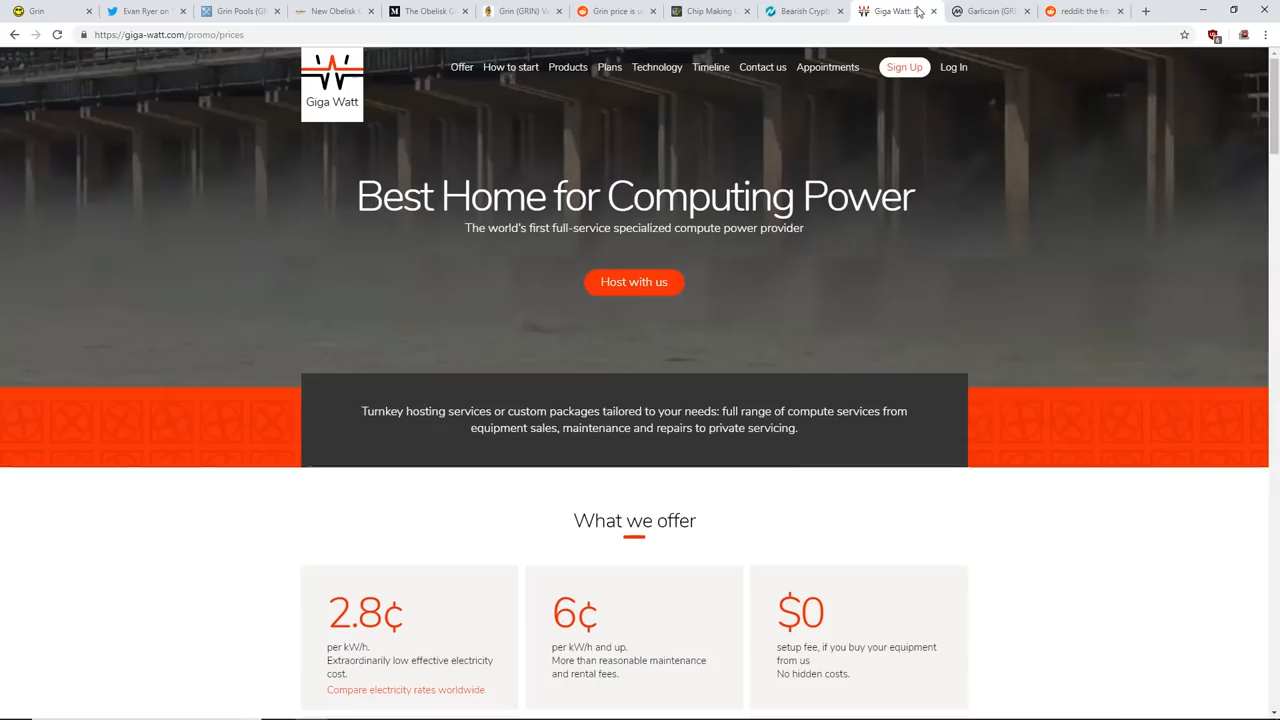 Grin
Evan Ryan on
Grin Pools (GR
New Obelisk
The Obelisk G
Grin (GRIN) Va
Grin price is a
Chip Making C
Bearish Crypt
Giga Watt: B
Garlicoin (GRL
reddit: the fro
https://giga-watt.com/promo/prices
6
Giga Watt
Offer How to start Products Plans Technology Timeline Contact us Appointments Sign Up Log In
Best Home for Computing Power
The world's first full-service specialized compute power provider
Host with us
Turnkey hosting services or custom packages tailored to your needs: full range of compute services from
equipment sales, maintenance and repairs to private servicing.
What we offer
2.8¢
per kW/h.
Extraordinarily low effective electricity
cost.
Compare electricity rates worldwide
6¢
per kW/h and up.
More than reasonable maintenance
and rental fees.
$0
setup fee, if you buy your equipment
from us
No hidden costs.